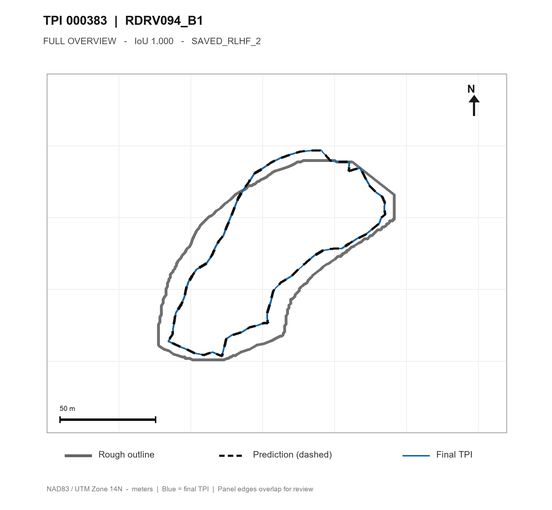 TPI 000383 | RDRV094_B1
FULL OVERVIEW - IoU 1.000 - SAVED_RLHF_2
N
50 m
Rough outline
Prediction (dashed)
Final TPI
NAD83 / UTM Zone 14N - meters | Blue = final TPI | Panel edges overlap for review